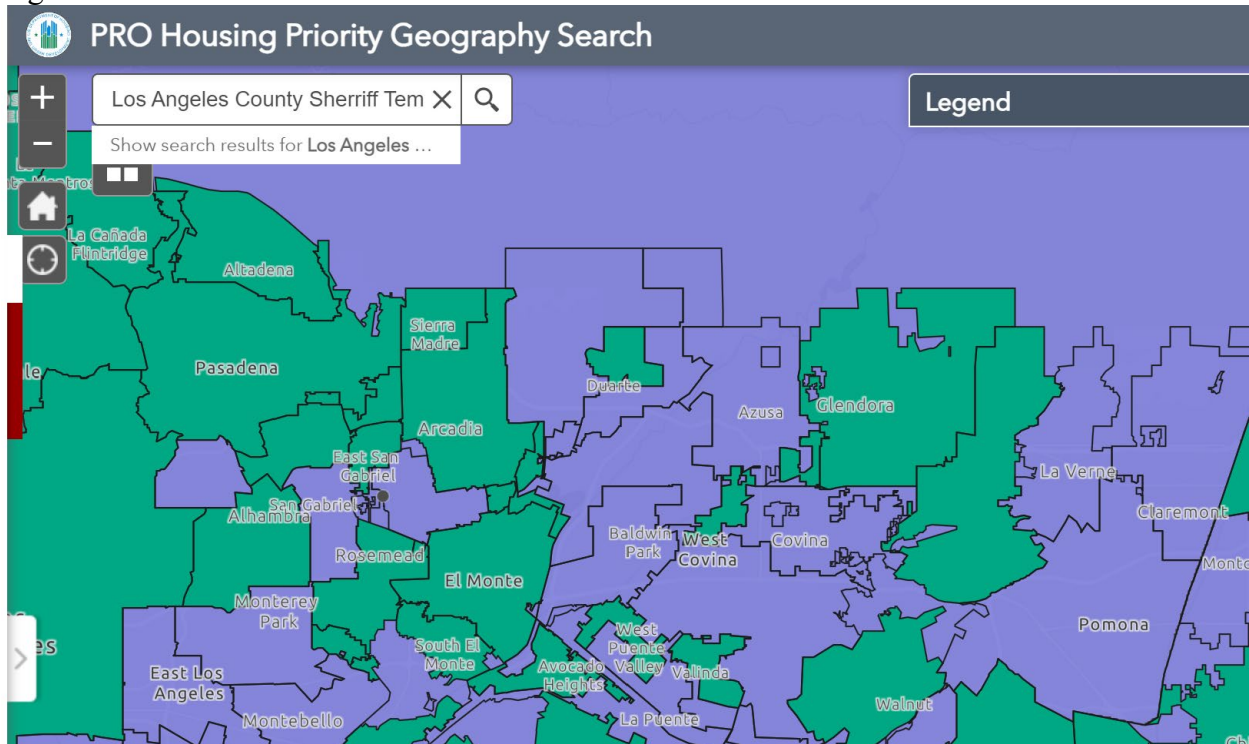 PRO Housing Priority Geography Search
+
Los Angeles County Sherriff Tem
Legend
−
Show search results for Los Angeles ...
La Cañada
Flintridge
Altadena
Sierra
Madre
Pasadena
Duarte
Azusa
Glendora
Arcadia
East San
Gabriel
La Verne
San Gabriel
Alhambra
Claremont
Baldwin
Park
West
Covina
Covina
Rosemead
El Monte
Monterey
Park
Pomona
West
Puente
Valley
South El
Monte
Avocado
Heights
Valinda
East Los
Angeles
Walnut
Montebello
La Puente